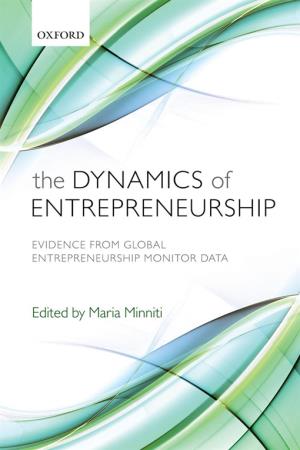 OXFORD
the DYNAMICS of
ENTREPRENEURSHIP
EVIDENCE FROM GLOBAL
ENTREPRENEURSHIP MONITOR DATA
Edited by Maria Minniti